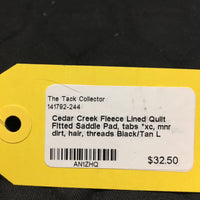 The Tack Collector
141792-244
Cedar Creek Fleece Lined Quilt
Fitted Saddle Pad, tabs *xc, mnr
dirt, hair, threads Black/Tan L
AN1ZHQ
$32.50